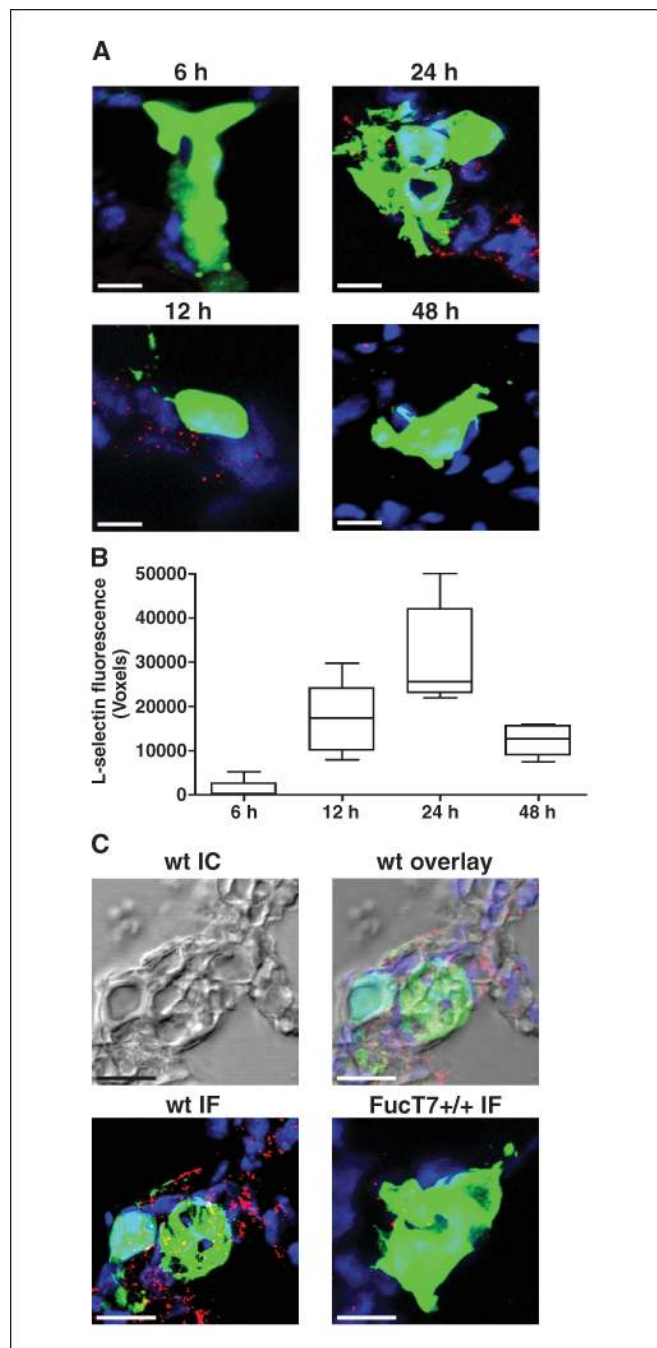 A
6 h
24 h
12 h
48 h
B
L-selectin fluorescence
(Voxels)
50000
40000
30000
20000
10000
0
6 h
12 h
24 h
48 h
C
wt IC
wt overlay
wt IF
FucT7+/+ IF